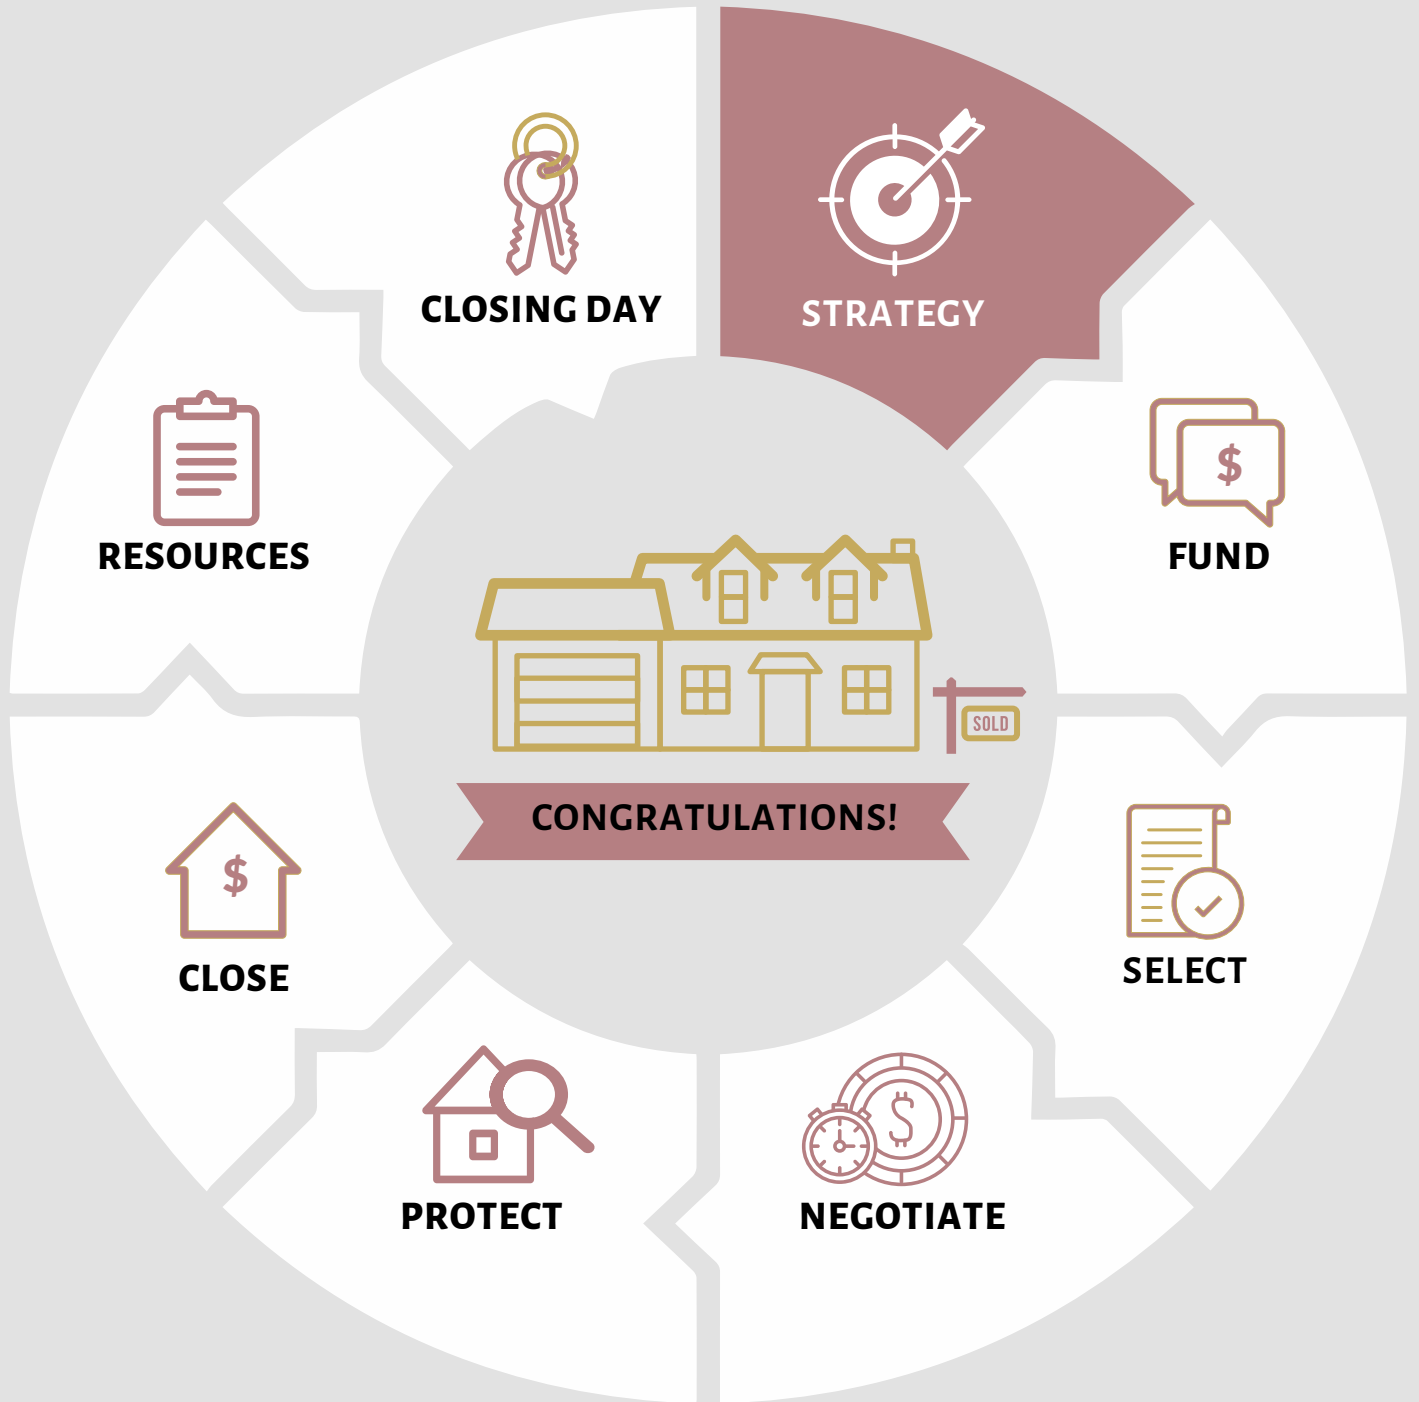 CLOSING DAY
STRATEGY
RESOURCES
$
FUND
SOLD
CONGRATULATIONS!
$
CLOSE
SELECT
$
PROTECT
NEGOTIATE